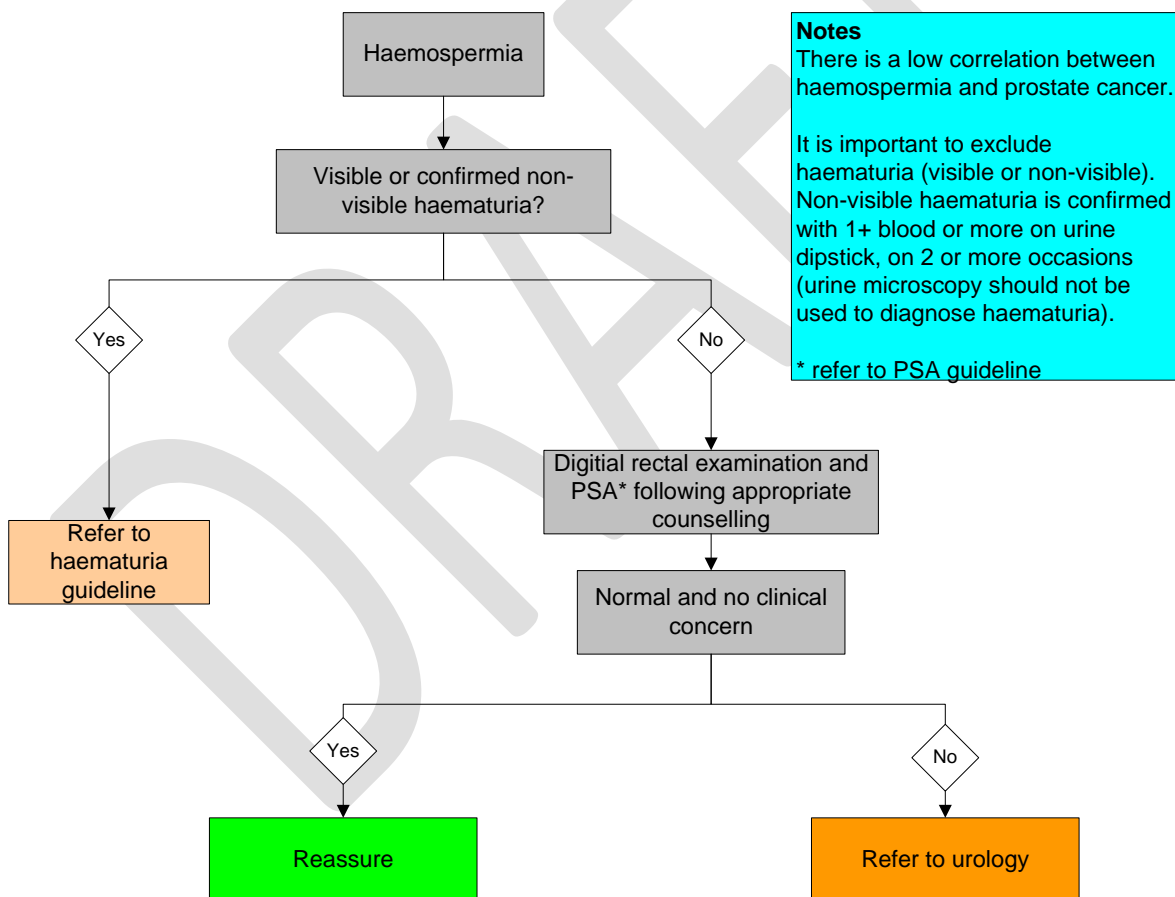 Haemospermia
Notes
There is a low correlation between
haemospermia and prostate cancer.
It is important to exclude
haematuria (visible or non-visible).
Non-visible haematuria is confirmed
with 1+ blood or more on urine
dipstick, on 2 or more occasions
(urine microscopy should not be
used to diagnose haematuria).
* refer to PSA guideline
Visible or confirmed non-
visible haematuria?
Yes
No
Digitial rectal examination and
PSA* following appropriate
counselling
Refer to
haematuria
guideline
Normal and no clinical
concern
Yes
No
Reassure
Refer to urology
DRAF